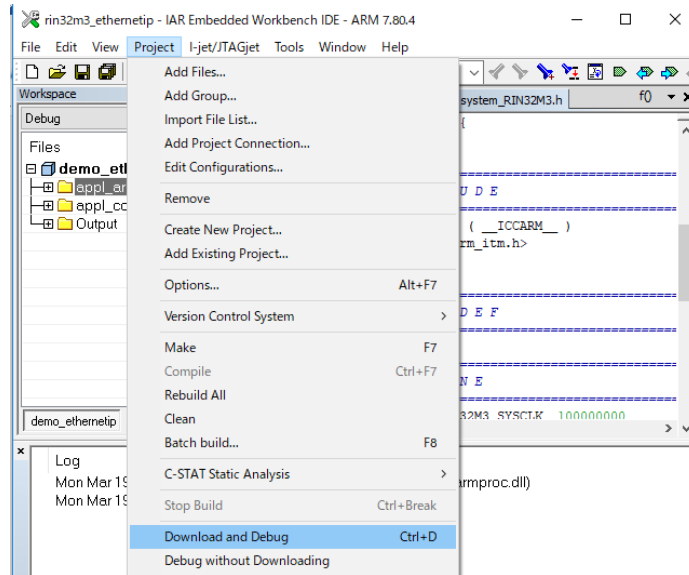 rin32m3_ethernetip - IAR Embedded Workbench IDE - ARM 7.80.4
File Edit View Project I-jet/JTAGjet Tools Window Help
Workspace
system_RIN32M3.h
f()
Debug
Files
demo_etl
appl_ar
appl_cc
Output
demo_ethernetip
Add Files...
Add Group...
Import File List...
Add Project Connection...
Edit Configurations...
Remove
Create New Project...
Add Existing Project...
Options... Alt+F7
Version Control System
Make F7
Compile Ctrl+F7
Rebuild All
Clean
Batch build... F8
C-STAT Static Analysis
Stop Build Ctrl+Break
Download and Debug Ctrl+D
Debug without Downloading
{
U D E
( __ICCARM__ )
rm_itm.h>
D E F
N E
32M3_SYSCLK 100000000
Log
Mon Mar 19
armproc.dll)
Mon Mar 19